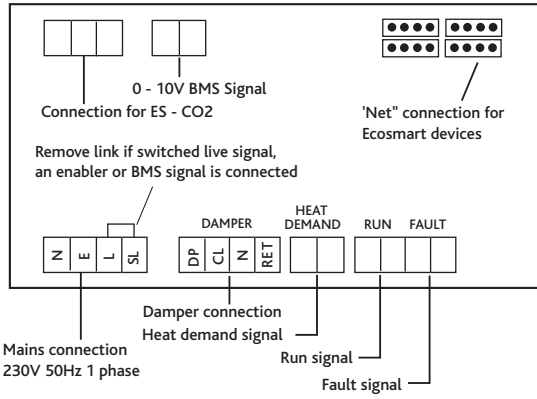 0 - 10V BMS Signal
Connection for ES - CO2
'Net" connection for
Ecosmart devices
Remove link if switched live signal,
an enabler or BMS signal is connected
DAMPER
HEAT
DEMAND
RUN
FAULT
N
E
L
SL
DP
CL
N
RET
Damper connection
Heat demand signal
Mains connection
230V 50Hz 1 phase
Run signal
Fault signal